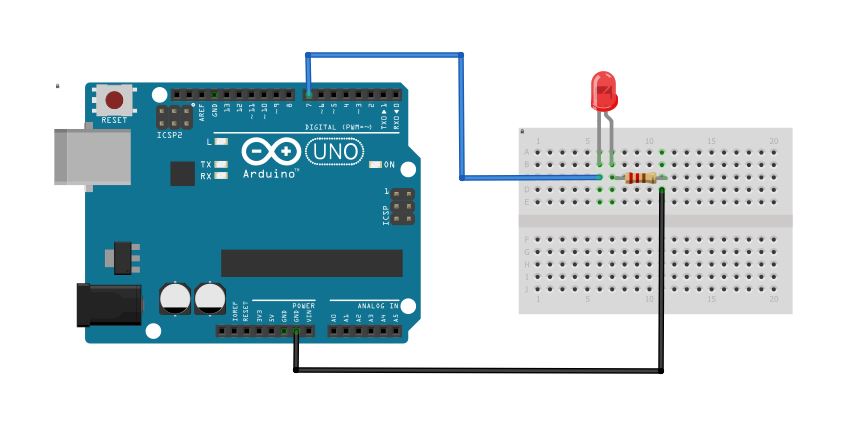 RESET
ICSP2
AREF
GND
13
12
~11
~10
~9
8
7
~6
~5
4
~3
2
TXD▶1
RXD◀0
DIGITAL (PWM=~)
L
TX
RX
Arduino™
UNO
ON
1
ICSP
IOREF
RESET
3V3
5V
GND
GND
VIN
POWER
ANALOG IN
A0
A1
A2
A3
A4
A5
1 5 10 15 20
A
B
D
E
F
G
H
I
J
1 5 10 15 20